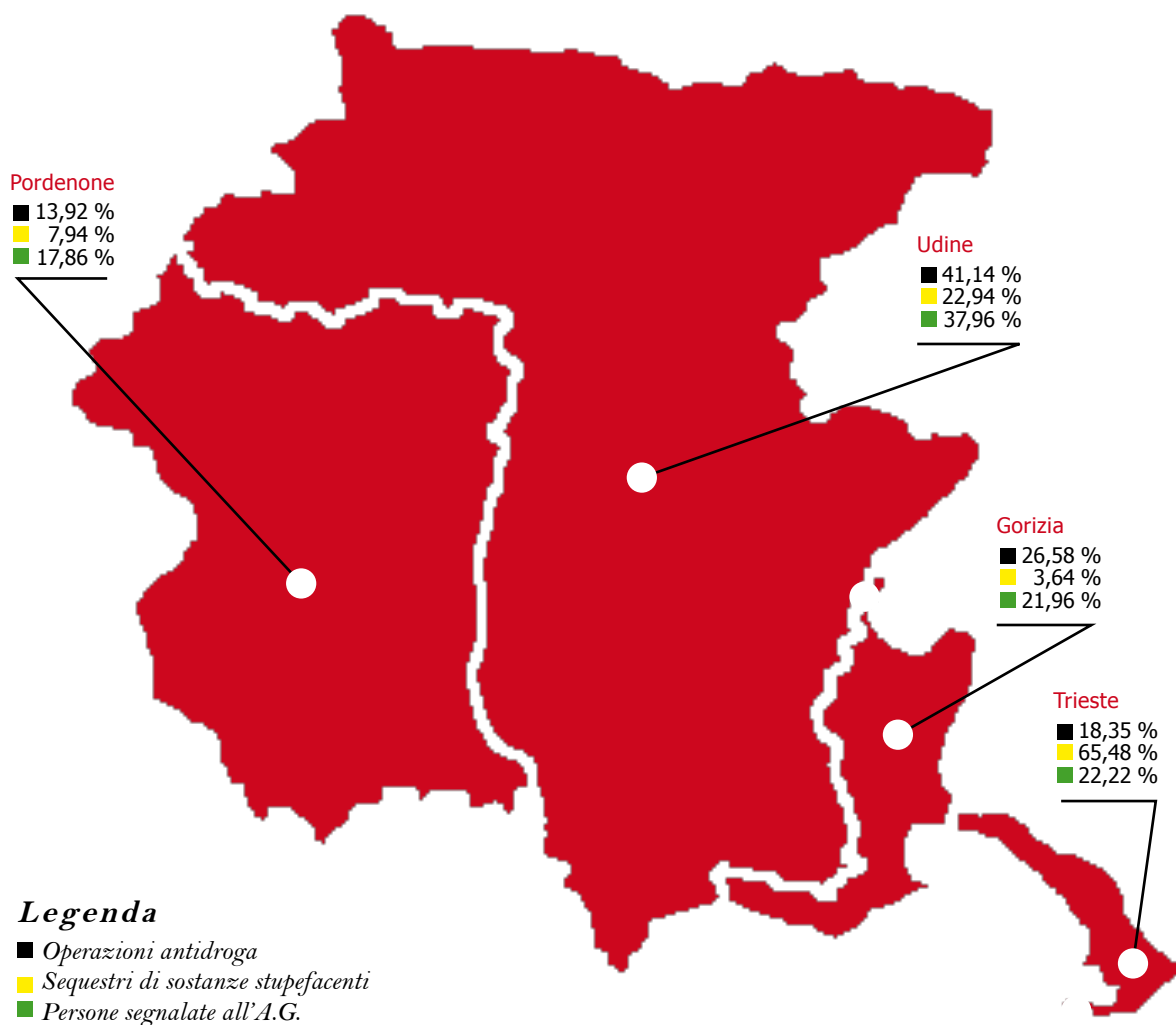 Pordenone
13,92 %
7,94 %
17,86 %
Udine
41,14 %
22,94 %
37,96 %
Gorizia
26,58 %
3,64 %
21,96 %
Trieste
18,35 %
65,48 %
22,22 %
Legenda
Operazioni antidroga
Sequestri di sostanze stupefacenti
Persone segnalate all'A.G.